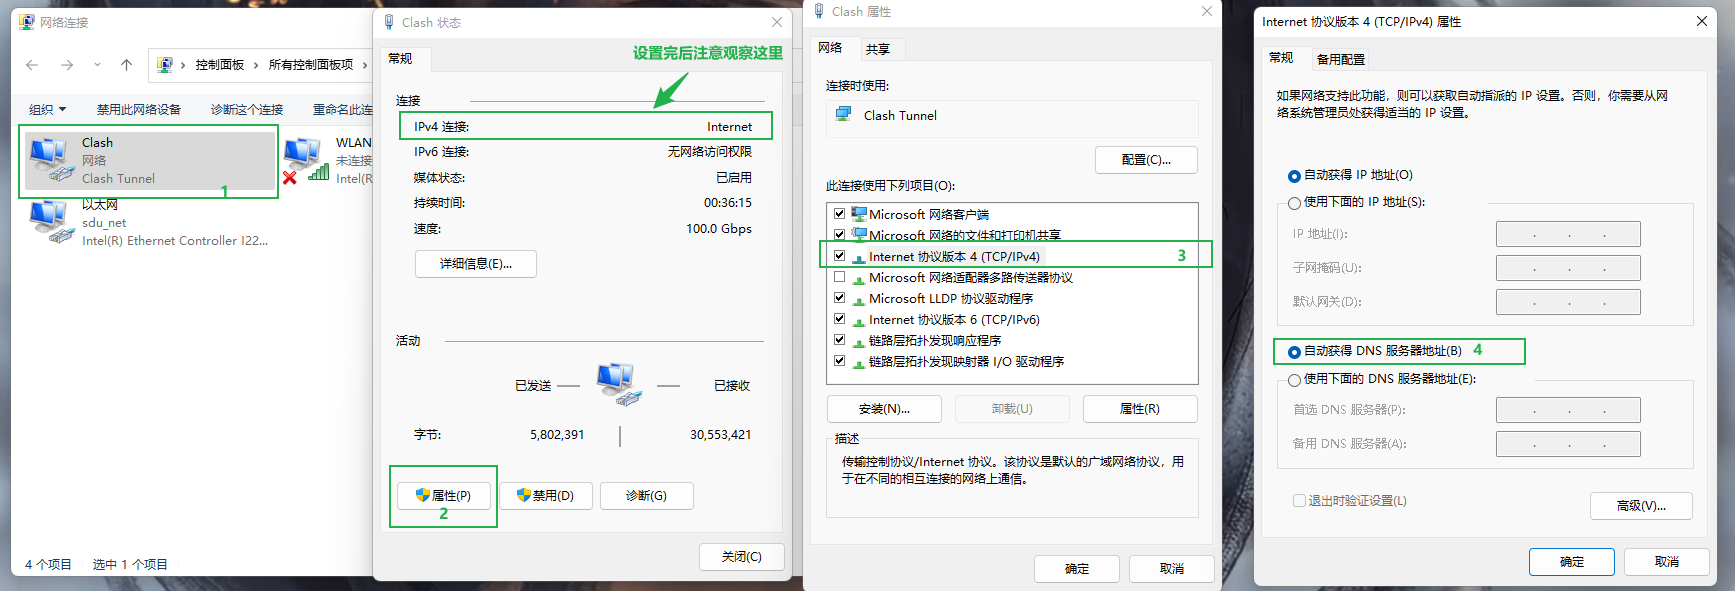 网络连接
控制面板
所有控制面板项
组织
禁用此网络设备
诊断这个连接
重命名此连
Clash
网络
Clash Tunnel
1
WLAN
未连接
Intel(R
以太网
sdu_net
Intel(R) Ethernet Controller I22...
4 个项目 选中 1 个项目
Clash 状态
设置完后注意观察这里
常规
连接
IPv4 连接: Internet
IPv6 连接: 无网络访问权限
媒体状态: 已启用
持续时间: 00:36:15
速度: 100.0 Gbps
详细信息(E)...
活动
已发送 已接收
字节: 5,802,391 30,553,421
属性(P) 禁用(D) 诊断(G)
2
关闭(C)
Clash 属性
网络 共享
连接时使用:
Clash Tunnel
配置(C)...
此连接使用下列项目(O):
Microsoft 网络客户端
Microsoft 网络的文件和打印机共享
Internet 协议版本 4 (TCP/IPv4) 3
Microsoft 网络适配器多路传送器协议
Microsoft LLDP 协议驱动程序
Internet 协议版本 6 (TCP/IPv6)
链路层拓扑发现响应程序
链路层拓扑发现映射器 I/O 驱动程序
安装(N)... 卸载(U) 属性(R)
描述
传输控制协议/Internet 协议。该协议是默认的广域网络协议，用
于在不同的相互连接的网络上通信。
确定 取消
Internet 协议版本 4 (TCP/IPv4) 属性
常规 备用配置
如果网络支持此功能，则可以获取自动指派的 IP 设置。否则，你需要从网
络系统管理员处获得适当的 IP 设置。
自动获得 IP 地址(O)
使用下面的 IP 地址(S):
IP 地址(I):
子网掩码(U):
默认网关(D):
自动获得 DNS 服务器地址(B) 4
使用下面的 DNS 服务器地址(E):
首选 DNS 服务器(P):
备用 DNS 服务器(A):
退出时验证设置(L)
高级(V)...
确定 取消